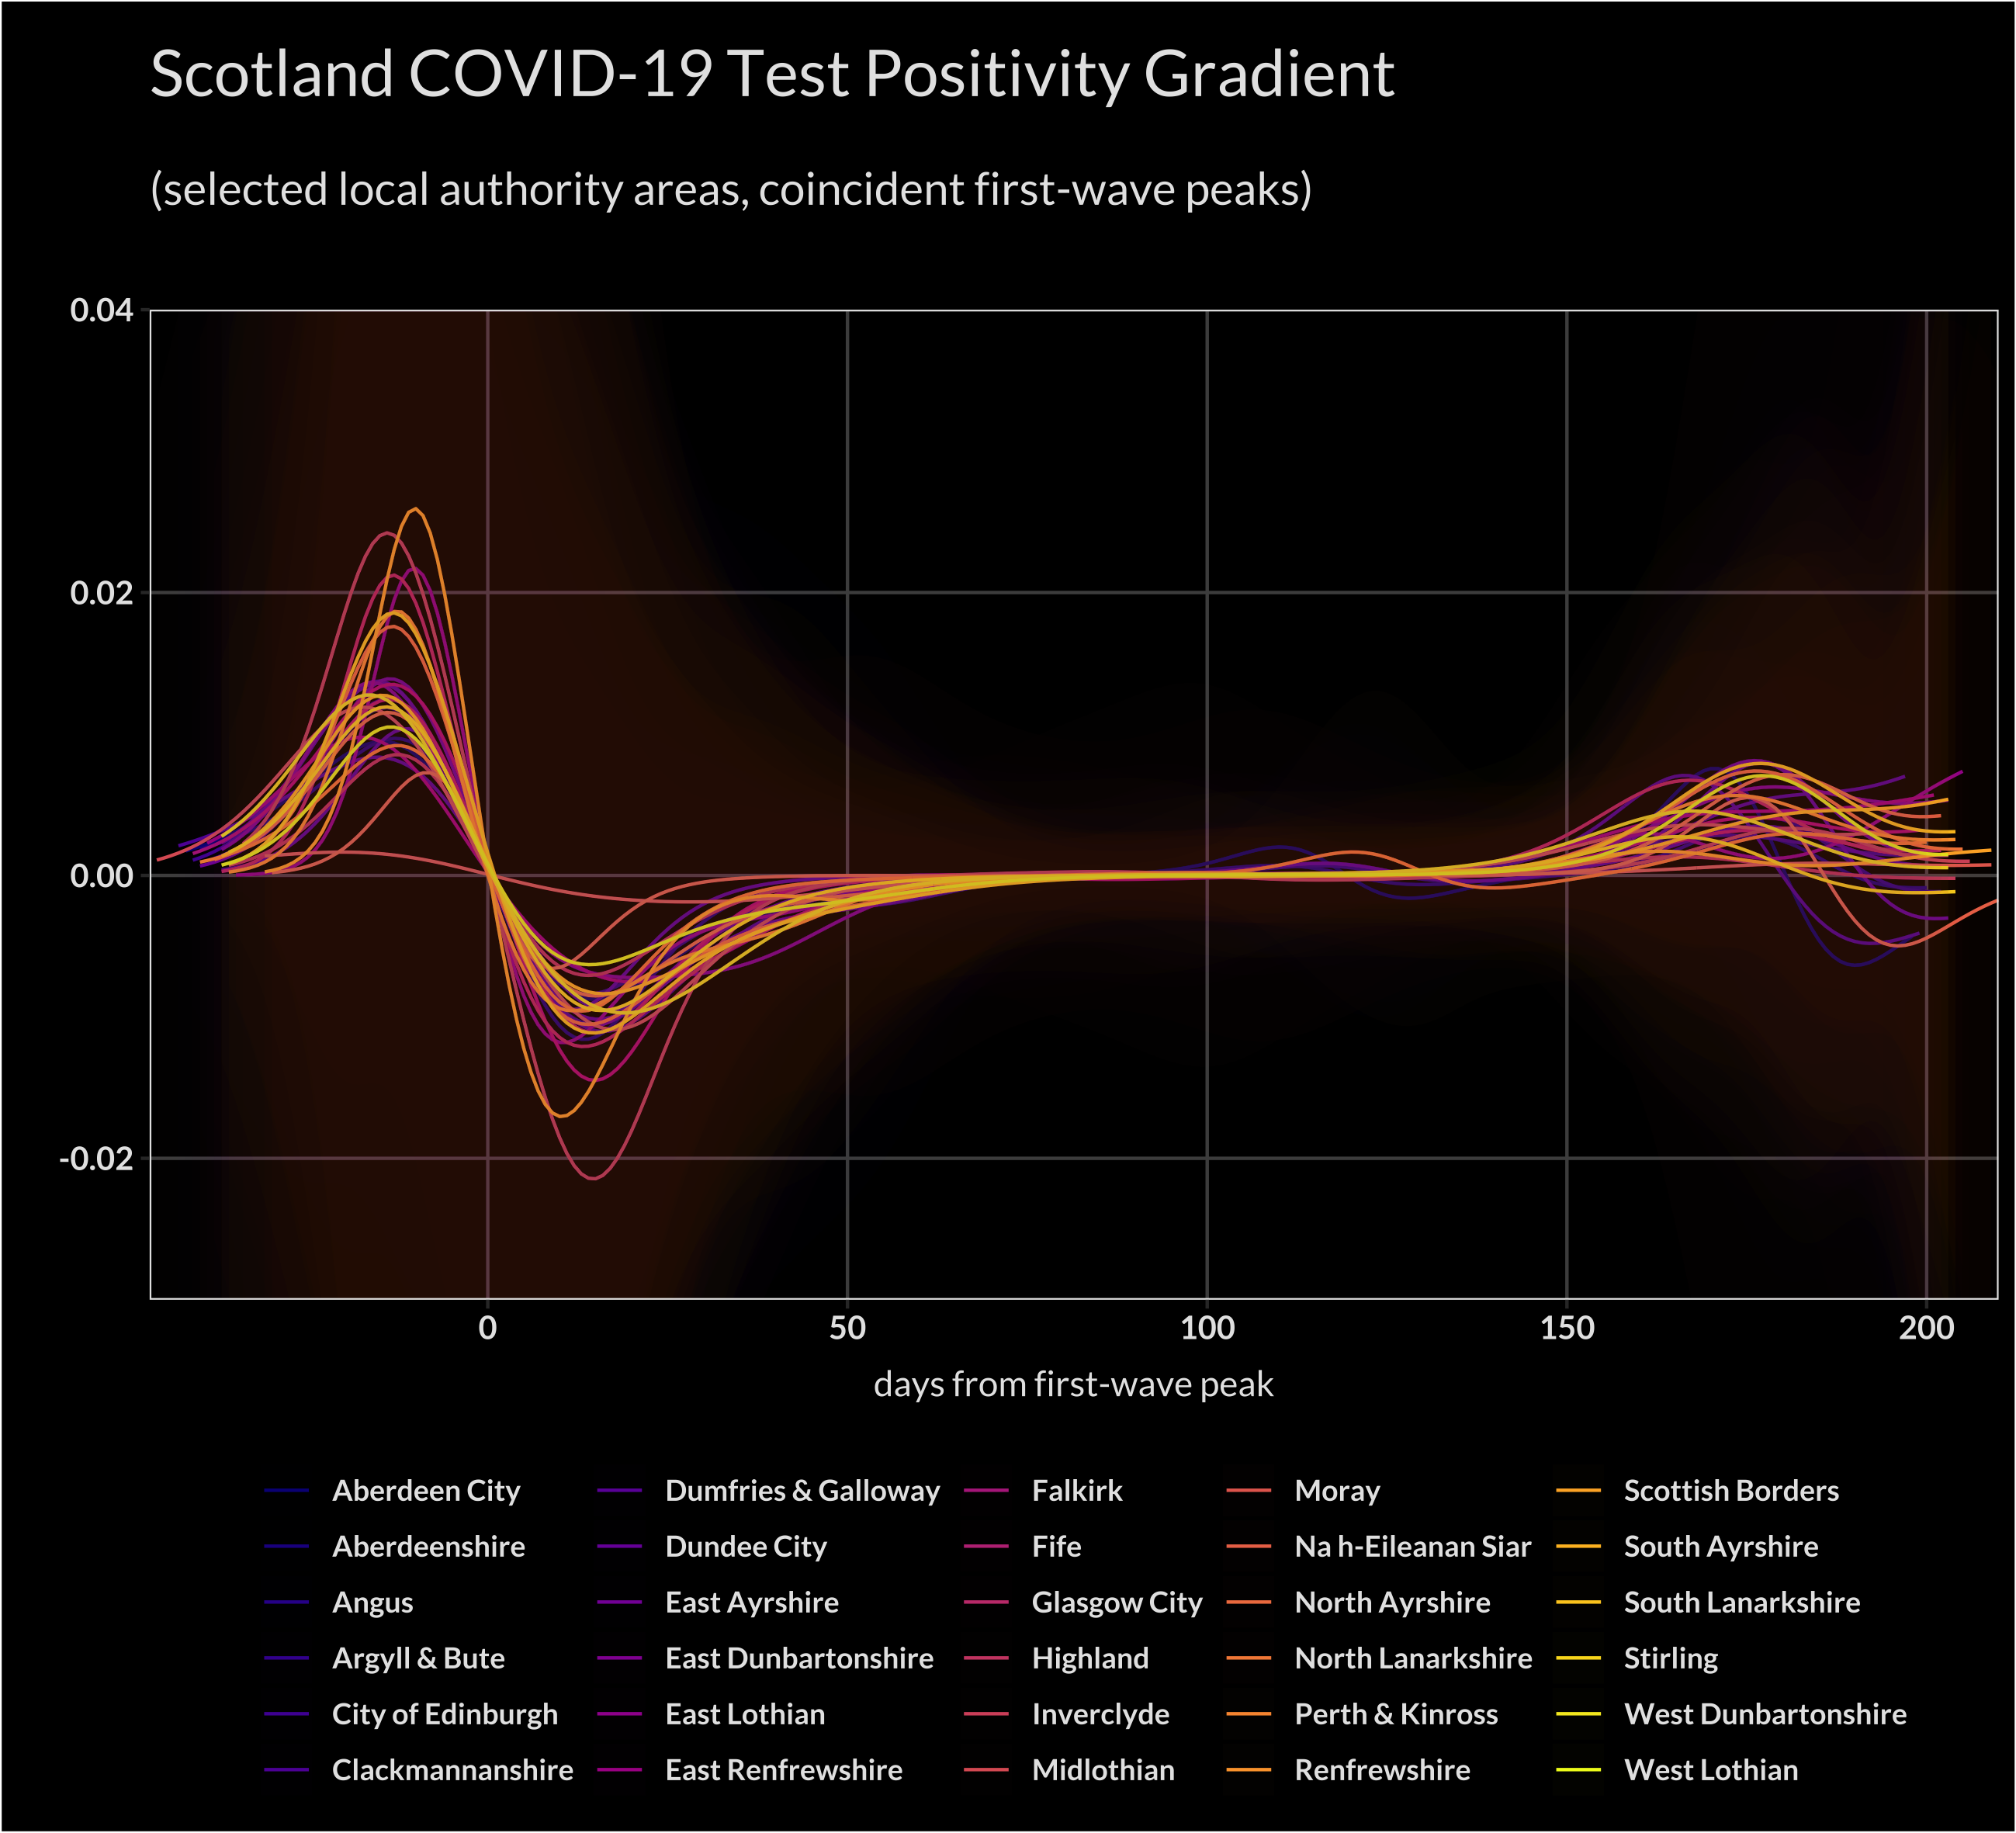 Scotland COVID-19 Test Positivity Gradient
(selected local authority areas, coincident first-wave peaks)
0.04
0.02
0.00
-0.02
0 50 100 150 200
days from first-wave peak
Aberdeen City Dumfries & Galloway Falkirk Moray Scottish Borders
Aberdeenshire Dundee City Fife Na h-Eileanan Siar South Ayrshire
Angus East Ayrshire Glasgow City North Ayrshire South Lanarkshire
Argyll & Bute East Dunbartonshire Highland North Lanarkshire Stirling
City of Edinburgh East Lothian Inverclyde Perth & Kinross West Dunbartonshire
Clackmannanshire East Renfrewshire Midlothian Renfrewshire West Lothian